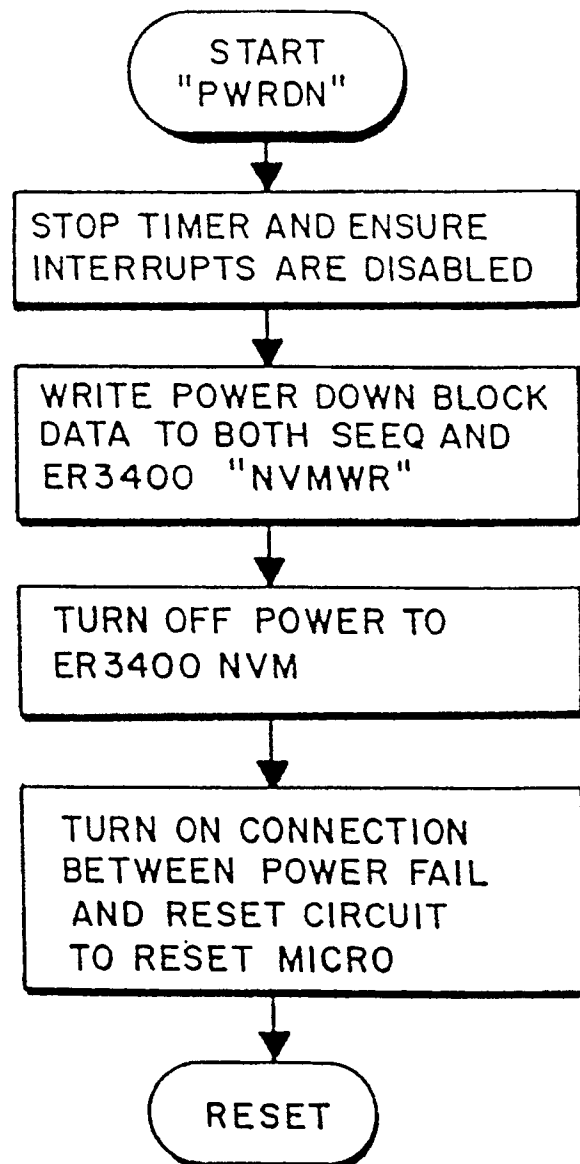 START
"PWRDN"
STOP TIMER AND ENSURE
INTERRUPTS ARE DISABLED
WRITE POWER DOWN BLOCK
DATA TO BOTH SEEQ AND
ER3400 "NVMWR"
TURN OFF POWER TO
ER3400 NVM
TURN ON CONNECTION
BETWEEN POWER FAIL
AND RESET CIRCUIT
TO RESET MICRO
RESET